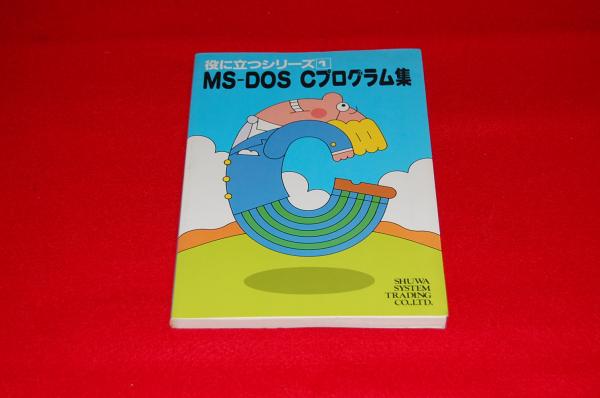 役に立つシリーズ1
MS-DOS Cプログラム集
SHUWA
SYSTEM
TRADING
CO.,LTD.